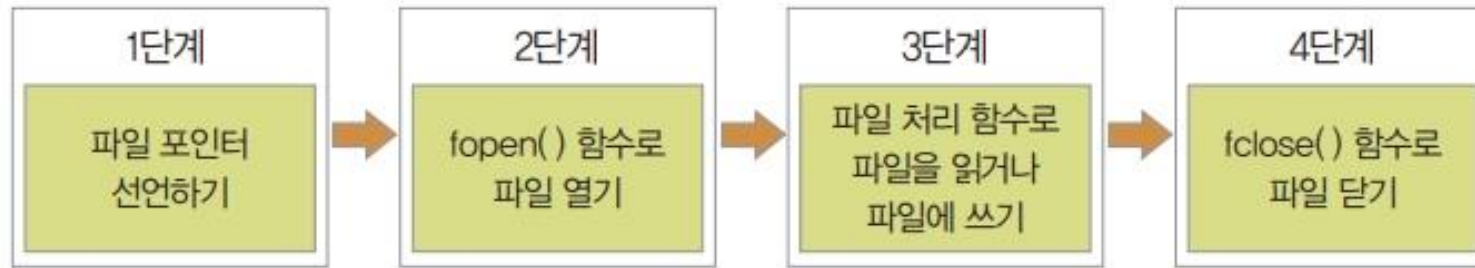 1단계
파일 포인터
선언하기
2단계
fopen( ) 함수로
파일 열기
3단계
파일 처리 함수로
파일을 읽거나
파일에 쓰기
4단계
fclose( ) 함수로
파일 닫기